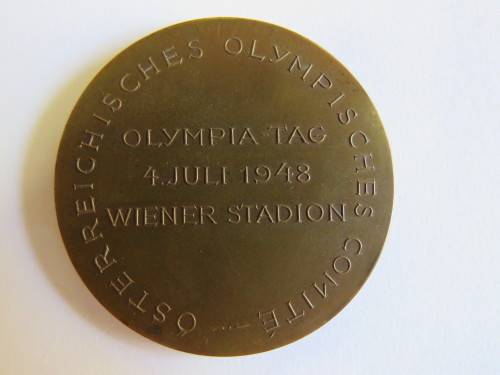 ÖSTERREICHISCHES OLYMPISCHES COMITÉ
OLYMPIA-TAG
4.JULI 1948
WIENER STADION